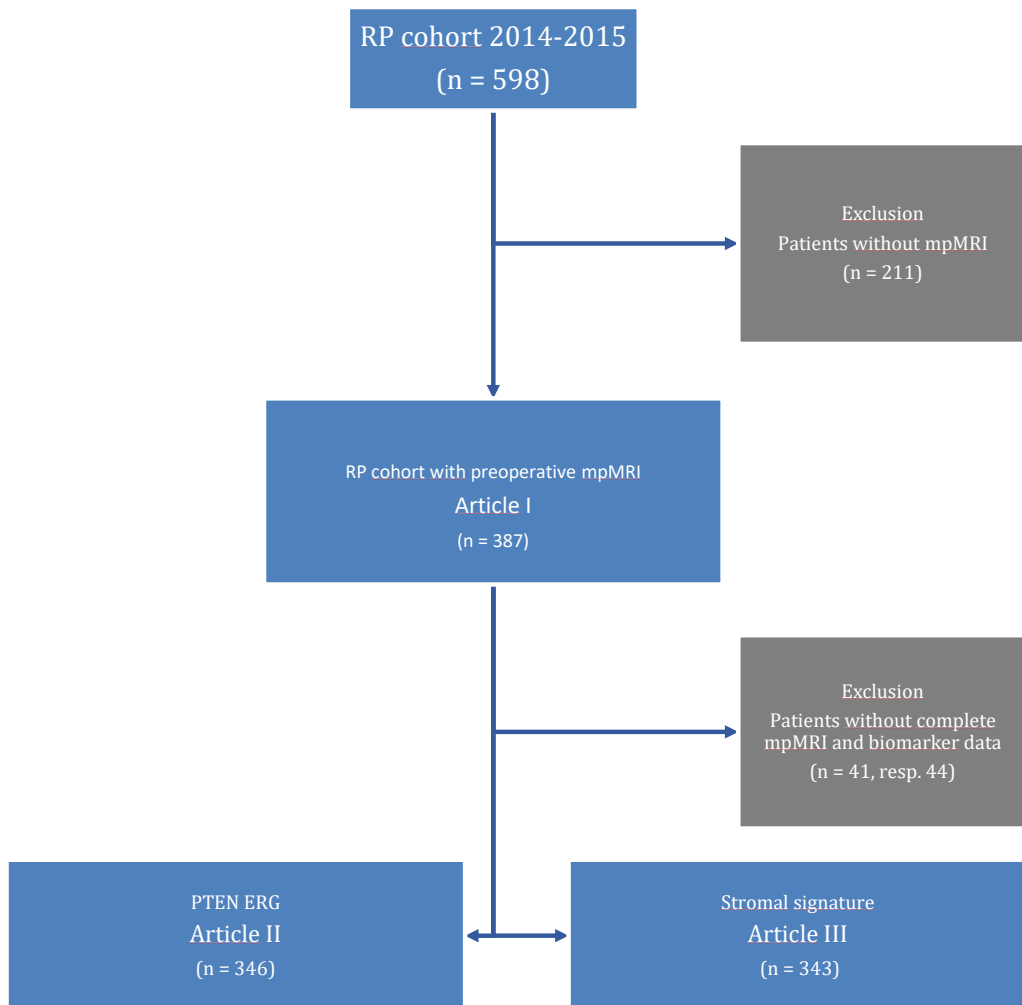 RP cohort 2014-2015
(n = 598)
Exclusion
Patients without mpMRI
(n = 211)
RP cohort with preoperative mpMRI
Article I
(n = 387)
Exclusion
Patients without complete
mpMRI and biomarker data
(n = 41, resp. 44)
PTEN ERG
Article II
(n = 346)
Stromal signature
Article III
(n = 343)